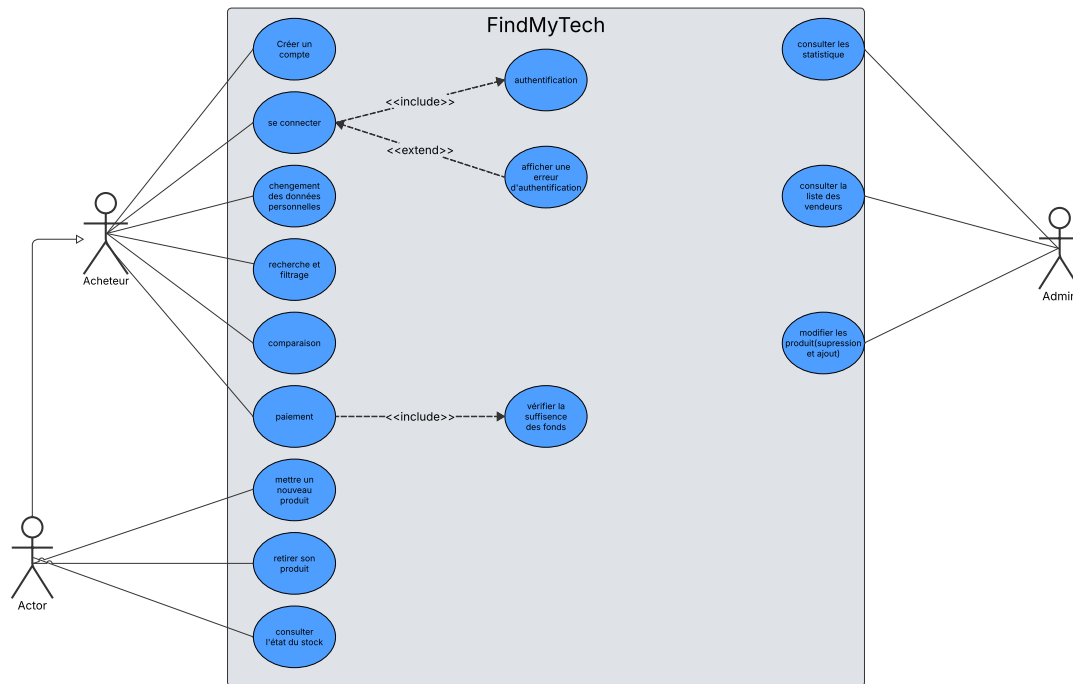 FindMyTech
Créer un
compte
consulter les
statistique
authentification
<<include>>
se connecter
<<extend>>
afficher une
erreur
d'authentification
chengement
des données
personnelles
consulter la
liste des
vendeurs
Acheteur
recherche et
filtrage
Admin
comparaison
modifier les
produit(supression
et ajout)
paiement
<<include>>
vérifier la
suffisence
des fonds
mettre un
nouveau
produit
retirer son
produit
Actor
consulter
l'état du stock